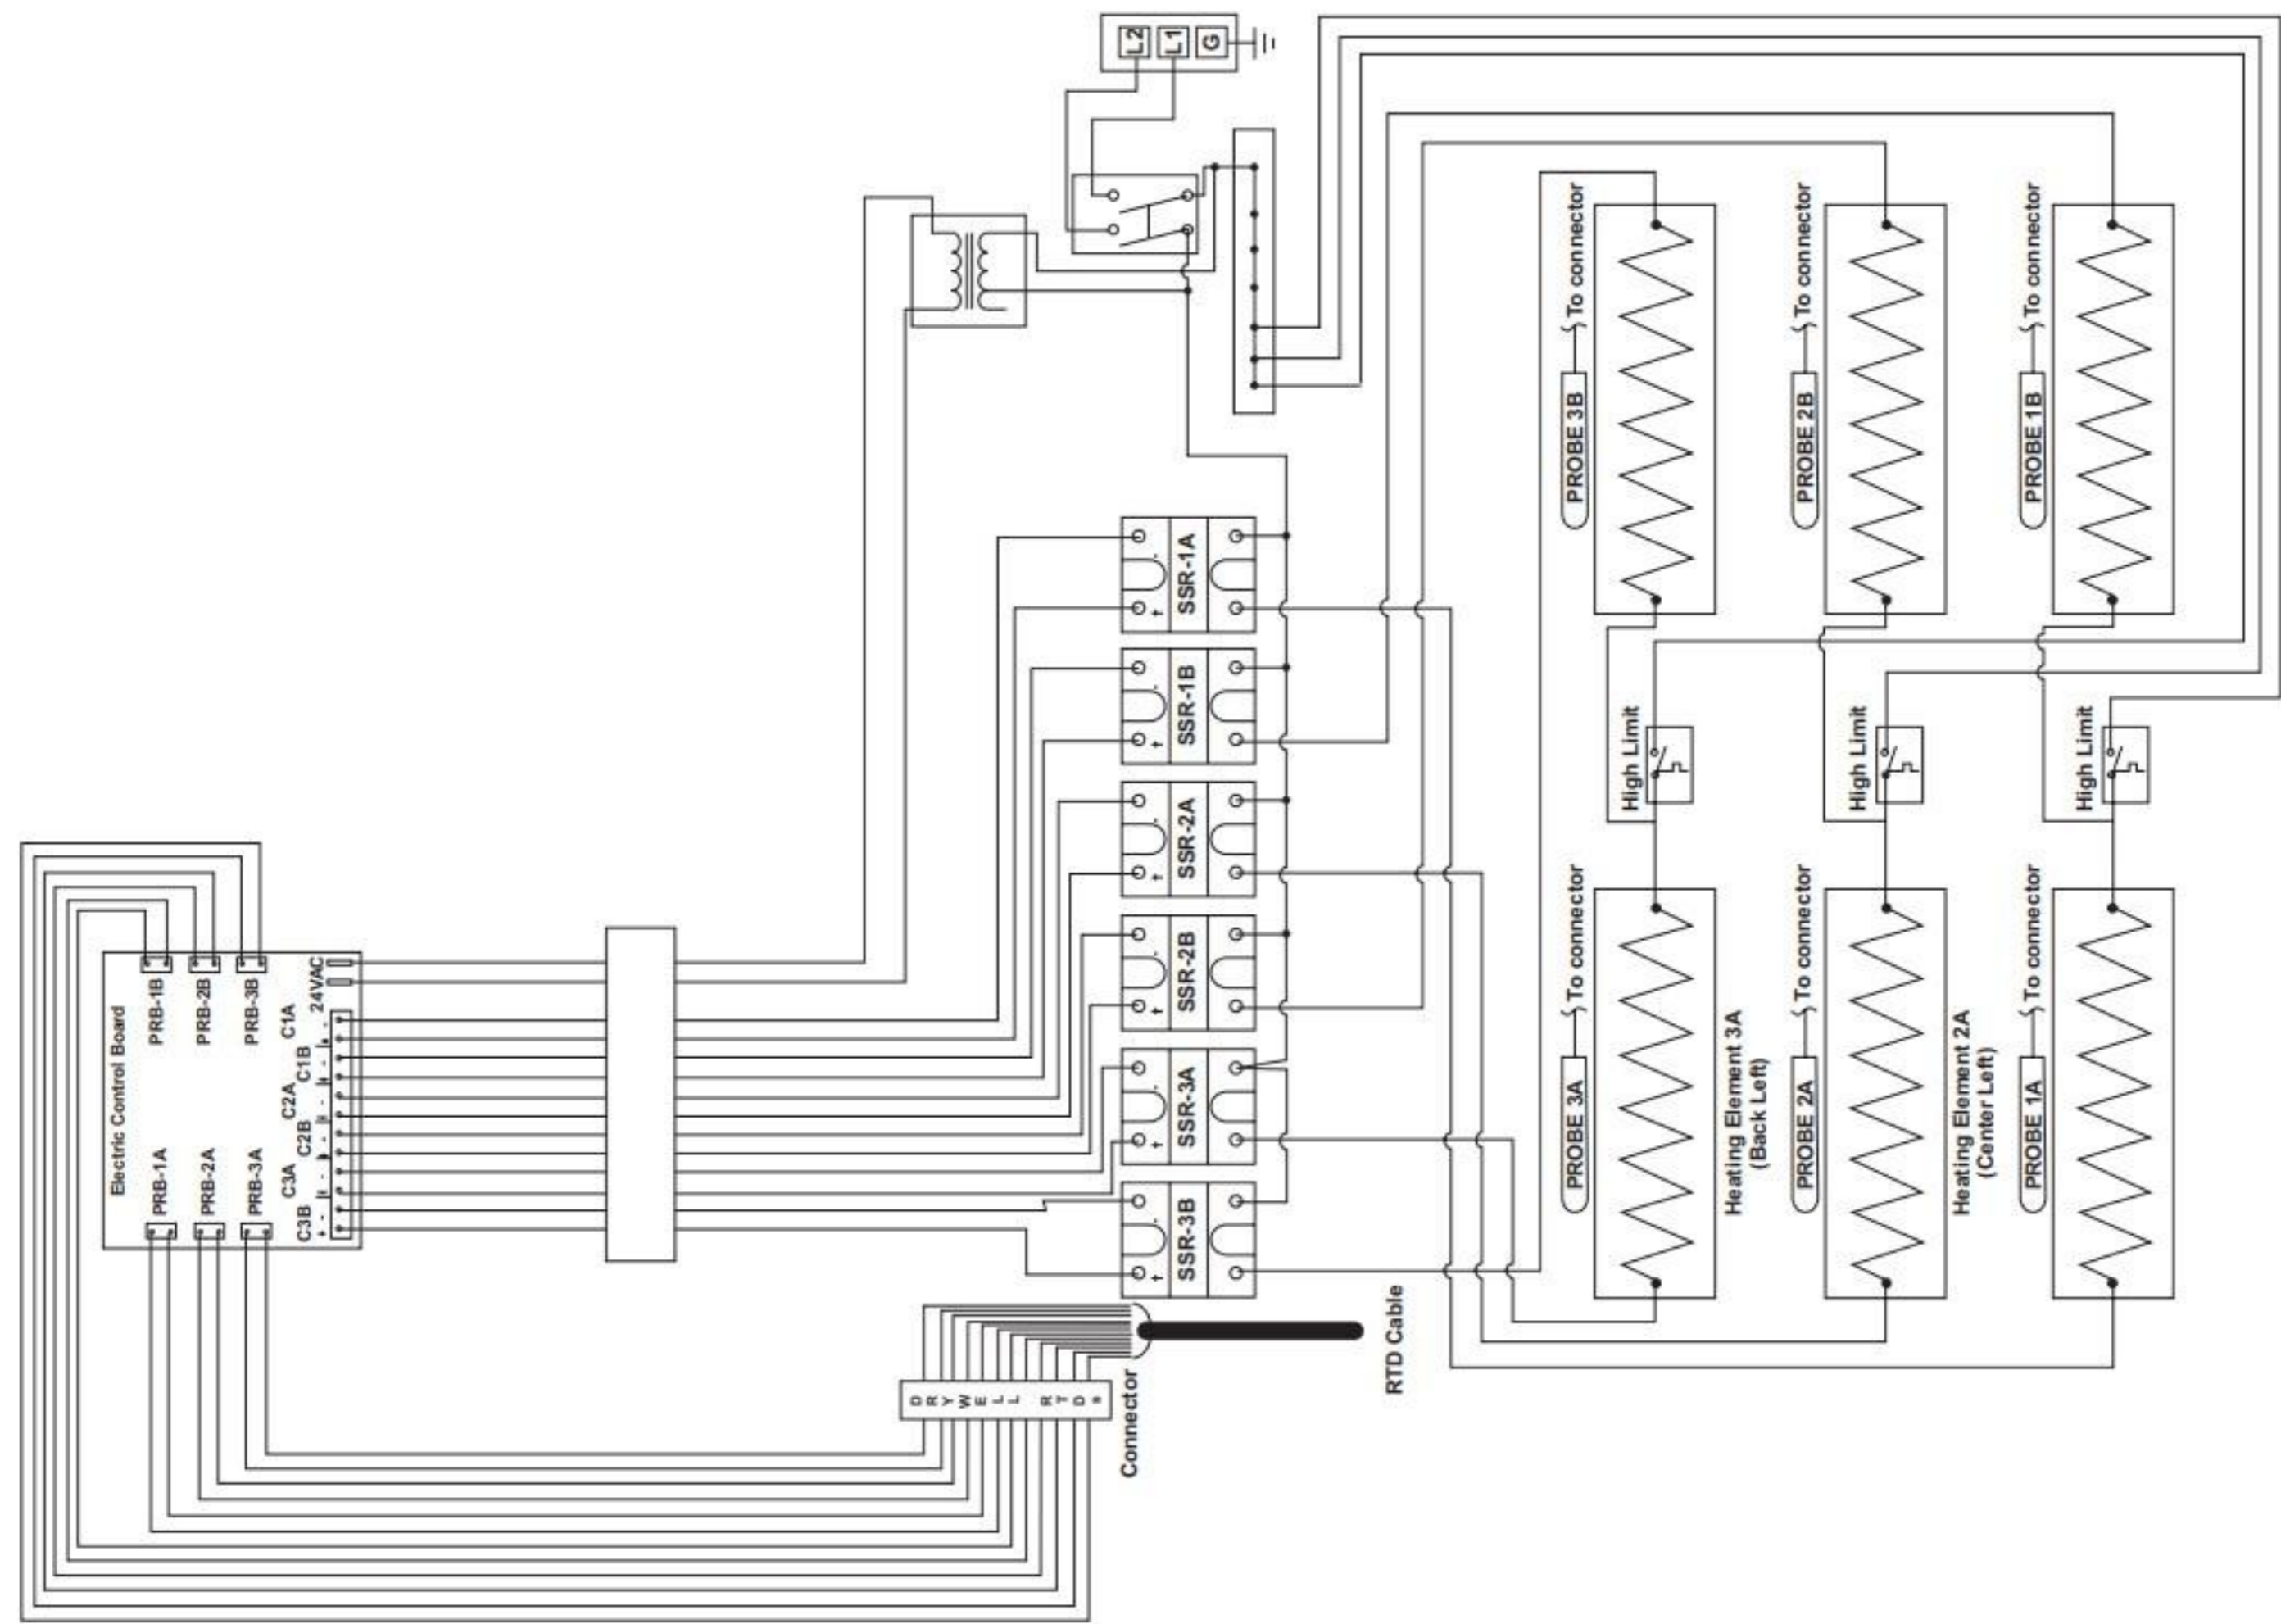 Electric Control Board
PRB-1A
PRB-1B
PRB-2A
PRB-2B
PRB-3A
PRB-3B
C3B
C3A
C2B
C2A
C1B
C1A
24VAC
+ -
D
R
Y
W
E
L
L
R
T
D
s
Connector
RTD Cable
SSR-3B
SSR-3A
SSR-2B
SSR-2A
SSR-1B
SSR-1A
L2
L1
G
PROBE 3A
To connector
High Limit
PROBE 3B
To connector
Heating Element 3A
(Back Left)
PROBE 2A
To connector
High Limit
PROBE 2B
To connector
Heating Element 2A
(Center Left)
PROBE 1A
To connector
High Limit
PROBE 1B
To connector